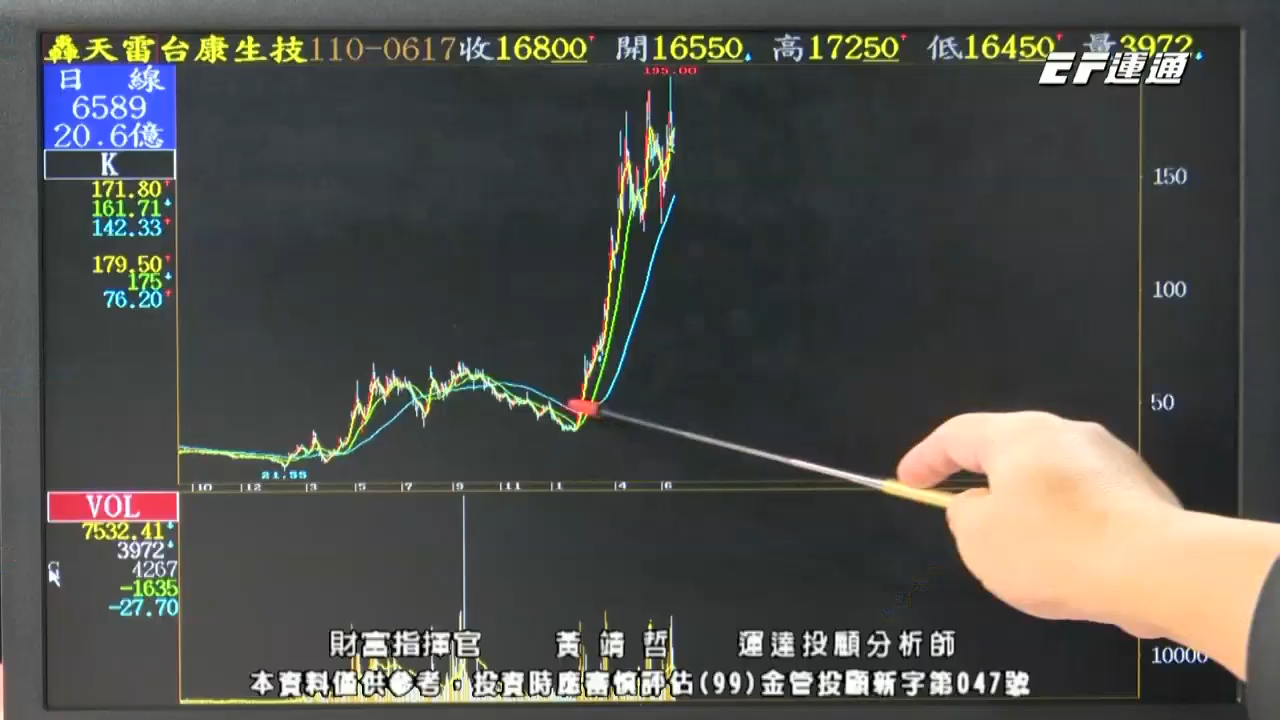 轟天雷台康生技110-0617收16800 開16550 高17250 低16450 量3972
EF運通
日 線
6589
20.6億
K
171.80
161.71
142.33
179.50
175
76.20
195.00
150
100
50
21.55
10 12 3 5 7 9 11 1 4 6
VOL
7532.41
3972
4267
-1635
-27.70
10000
財富指揮官 黃靖哲 運達投顧分析師
本資料僅供參考,投資時應審慎評估(99)金管投顧新字第047號